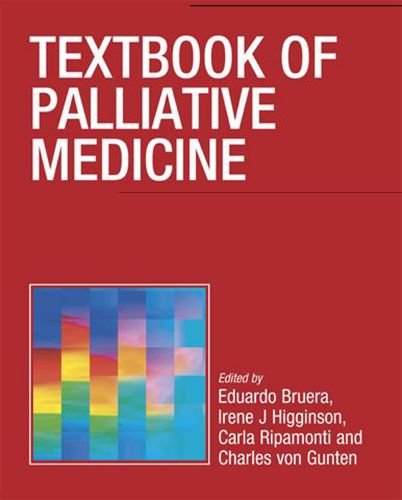 TEXTBOOK OF
PALLIATIVE
MEDICINE
Edited by
Eduardo Bruera,
Irene J Higginson,
Carla Ripamonti and
Charles von Gunten